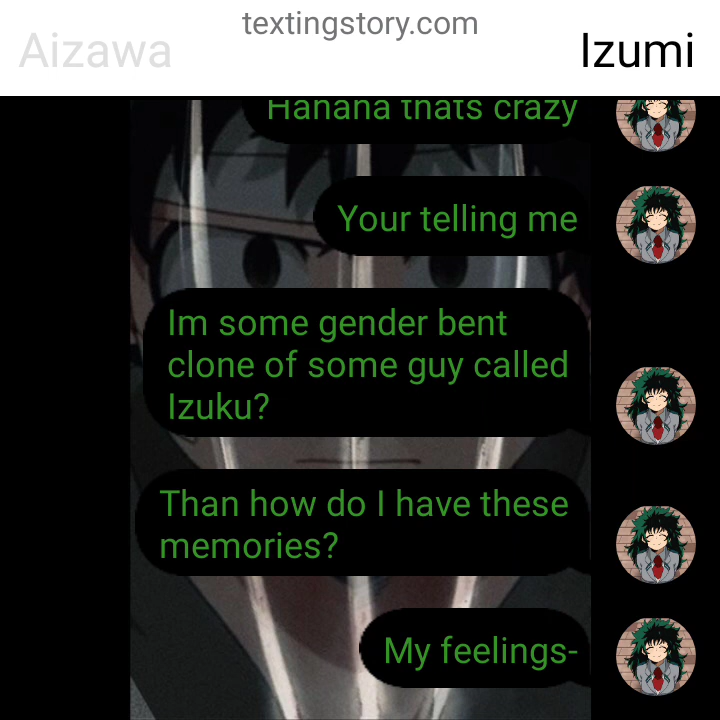 textingstory.com
Aizawa
Izumi
Hahaha thats crazy
Your telling me
Im some gender bent
clone of some guy called
Izuku?
Than how do I have these
memories?
My feelings-